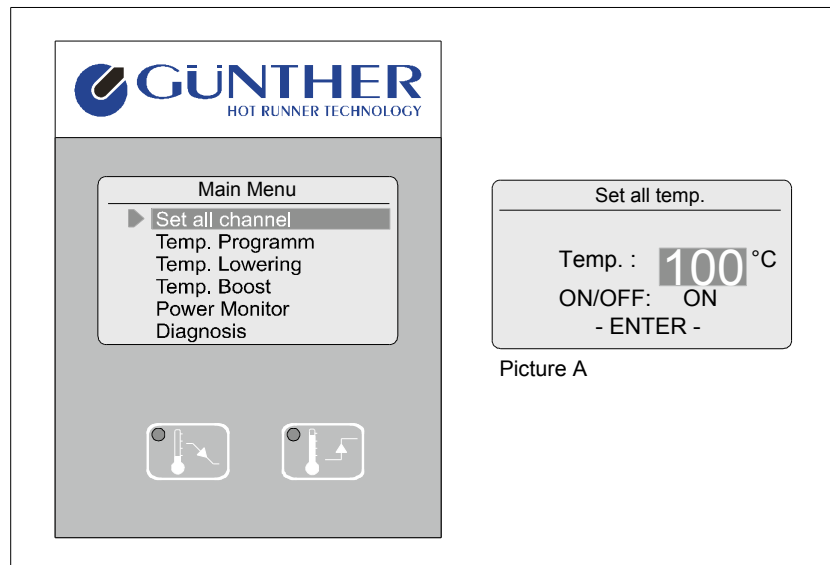 GÜNTHER
HOT RUNNER TECHNOLOGY
Main Menu
Set all channel
Temp. Programm
Temp. Lowering
Temp. Boost
Power Monitor
Diagnosis
Set all temp.
Temp. : 100 °C
ON/OFF: ON
- ENTER -
Picture A